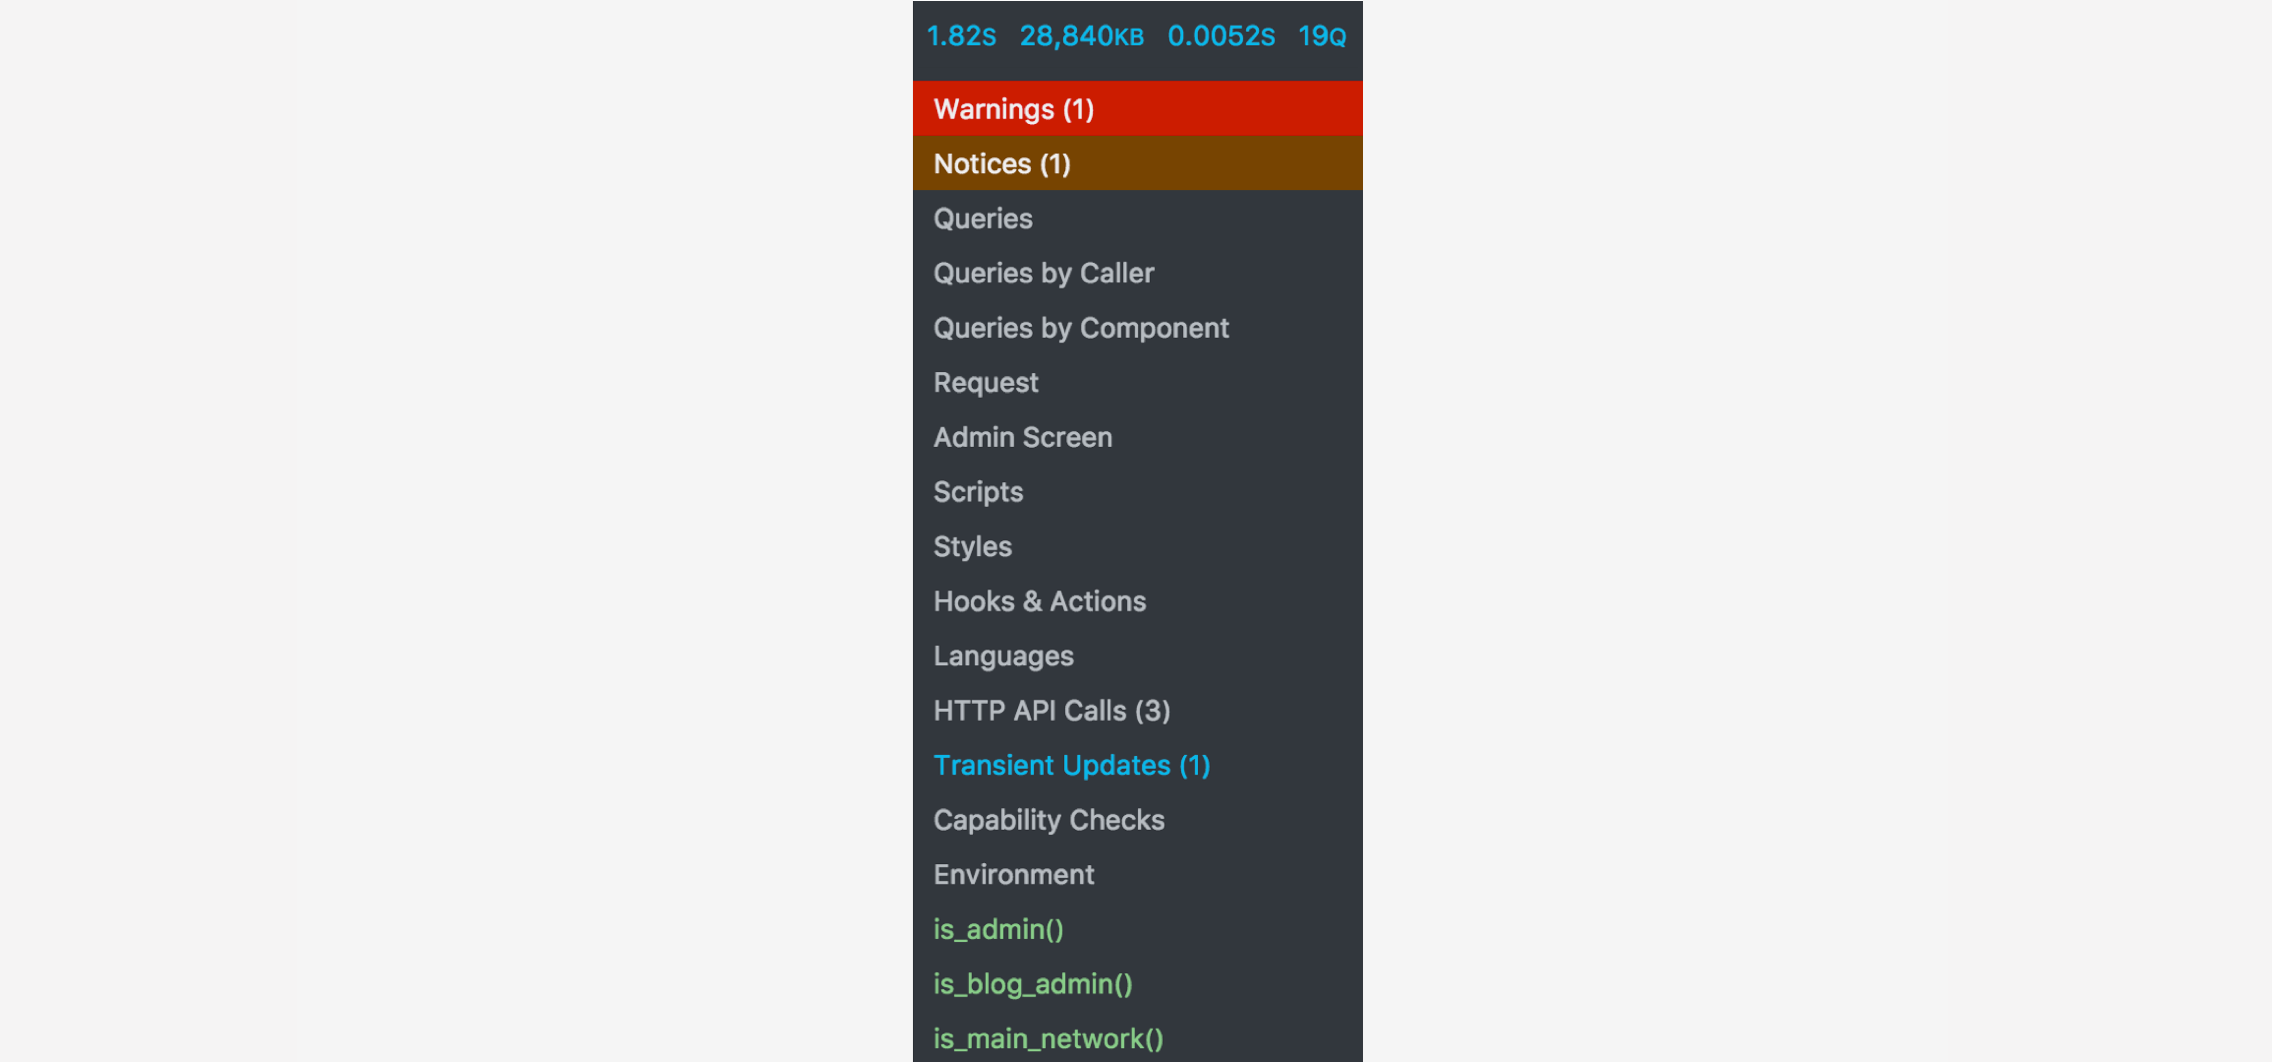 1.82S 28,840KB 0.0052S 19Q
Warnings (1)
Notices (1)
Queries
Queries by Caller
Queries by Component
Request
Admin Screen
Scripts
Styles
Hooks & Actions
Languages
HTTP API Calls (3)
Transient Updates (1)
Capability Checks
Environment
is_admin()
is_blog_admin()
is_main_network()